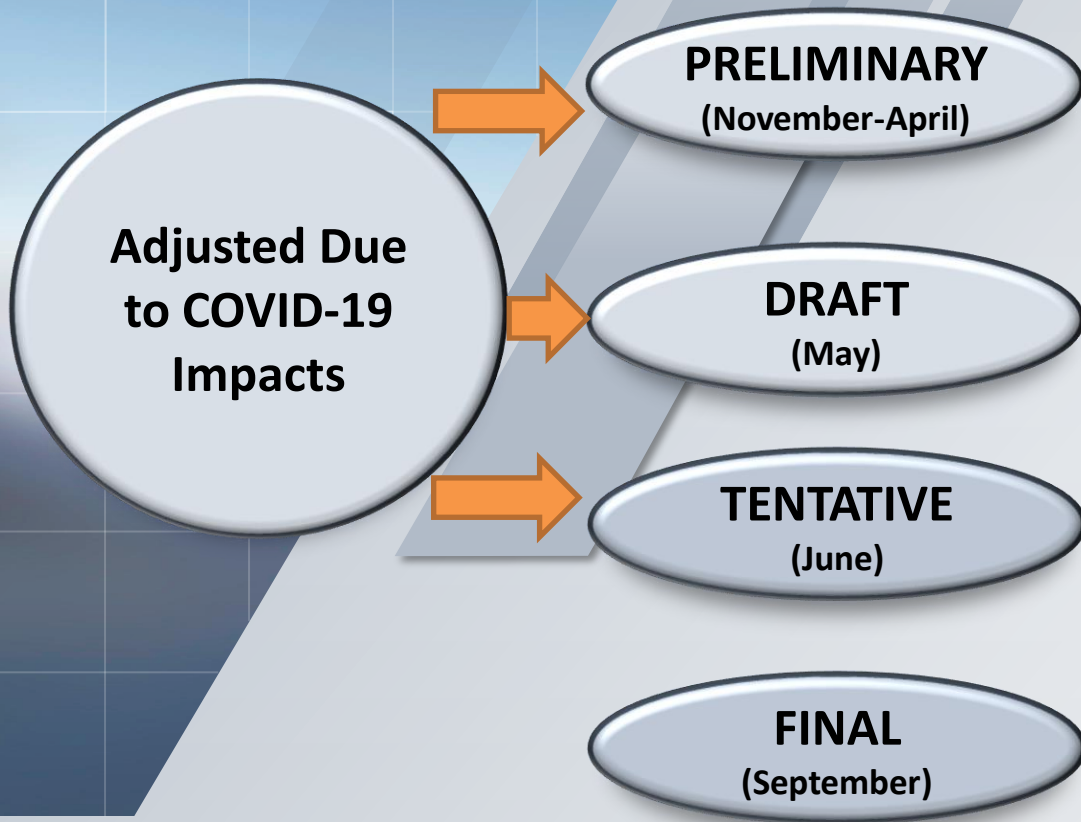 Adjusted Due
to COVID-19
Impacts
PRELIMINARY
(November-April)
DRAFT
(May)
TENTATIVE
(June)
FINAL
(September)